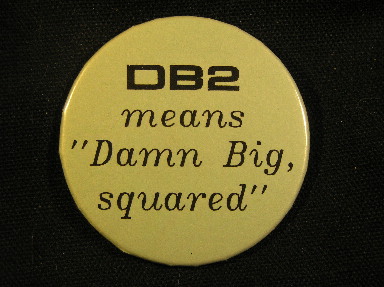 DB2
means
"Damn Big,
squared"